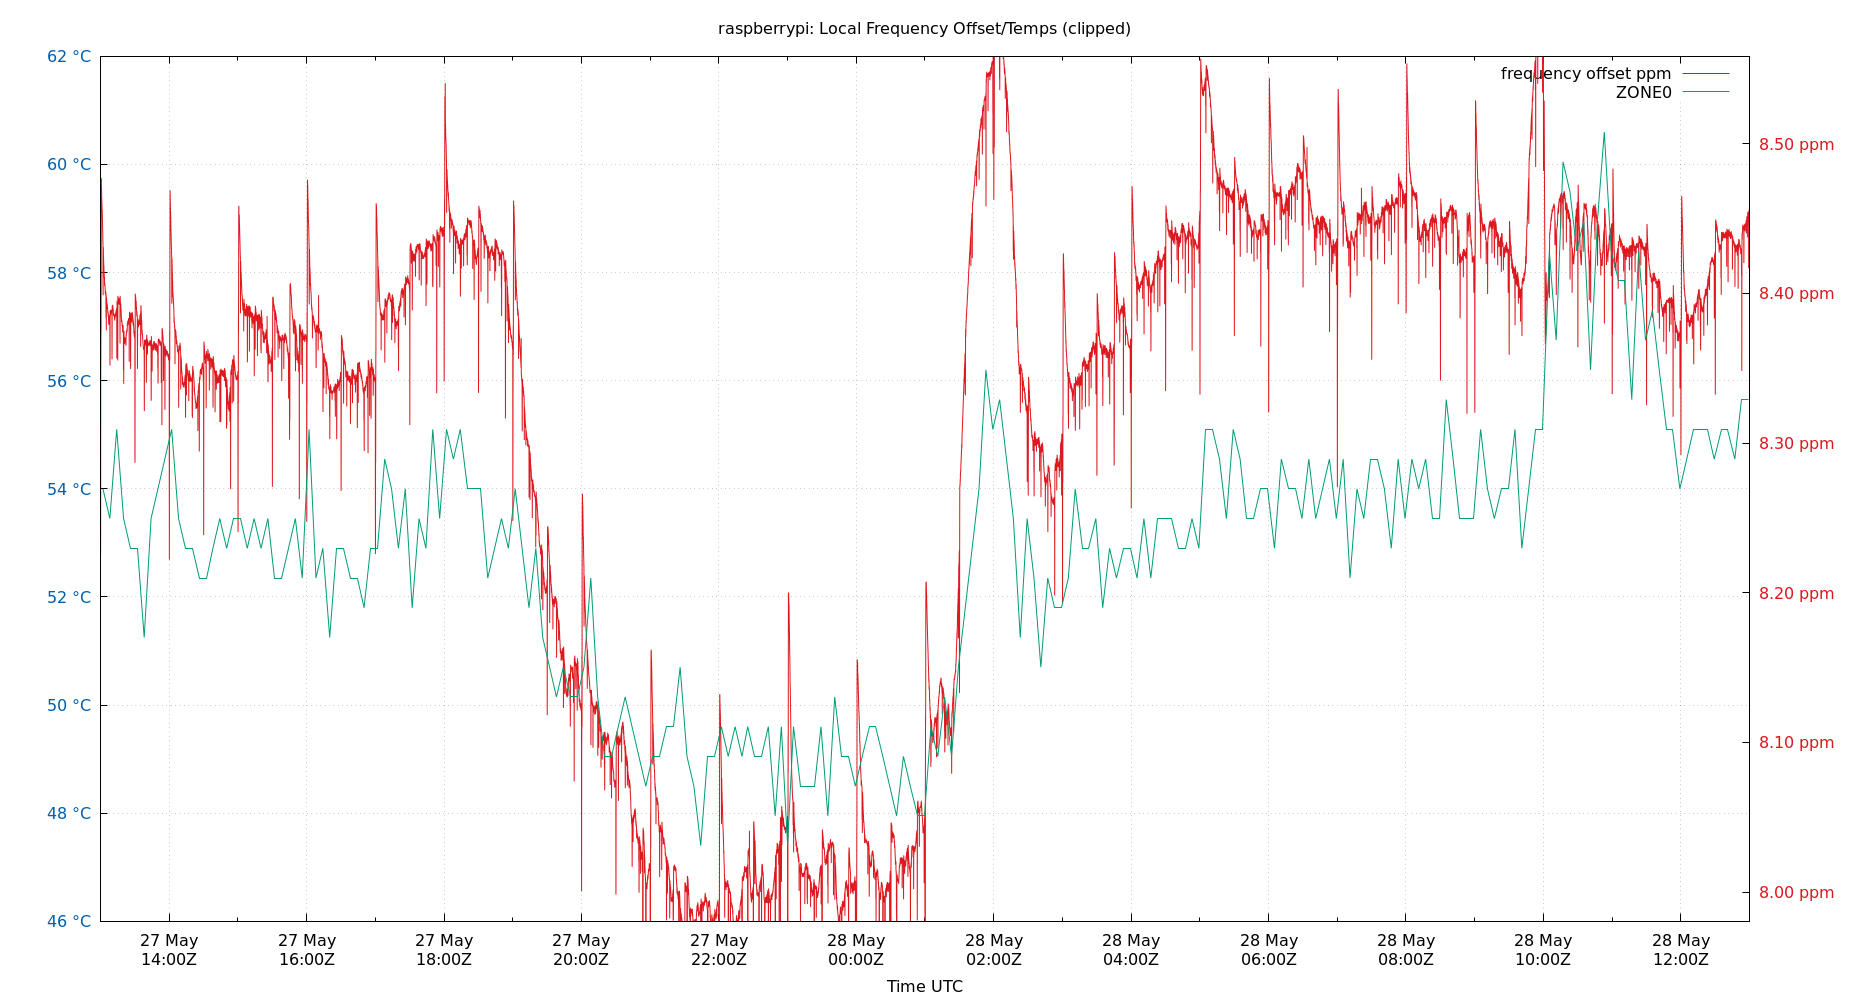 raspberrypi: Local Frequency Offset/Temps (clipped)
62 °C
60 °C
58 °C
56 °C
54 °C
52 °C
50 °C
48 °C
46 °C
frequency offset ppm
ZONE0
8.50 ppm
8.40 ppm
8.30 ppm
8.20 ppm
8.10 ppm
8.00 ppm
27 May 27 May 27 May 27 May 27 May 28 May 28 May 28 May 28 May 28 May 28 May 28 May
14:00Z 16:00Z 18:00Z 20:00Z 22:00Z 00:00Z 02:00Z 04:00Z 06:00Z 08:00Z 10:00Z 12:00Z
Time UTC